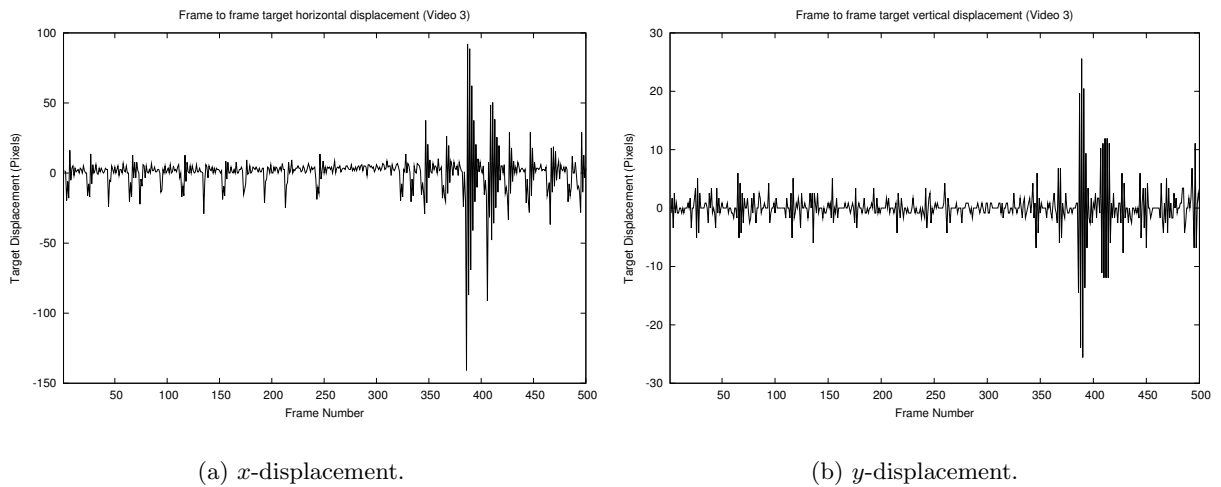 Frame to frame target horizontal displacement (Video 3)
100
50
0
-50
-100
-150
Target Displacement (Pixels)
50 100 150 200 250 300 350 400 450 500
Frame Number
(a) x-displacement.
Frame to frame target vertical displacement (Video 3)
30
20
10
0
-10
-20
-30
Target Displacement (Pixels)
50 100 150 200 250 300 350 400 450 500
Frame Number
(b) y-displacement.